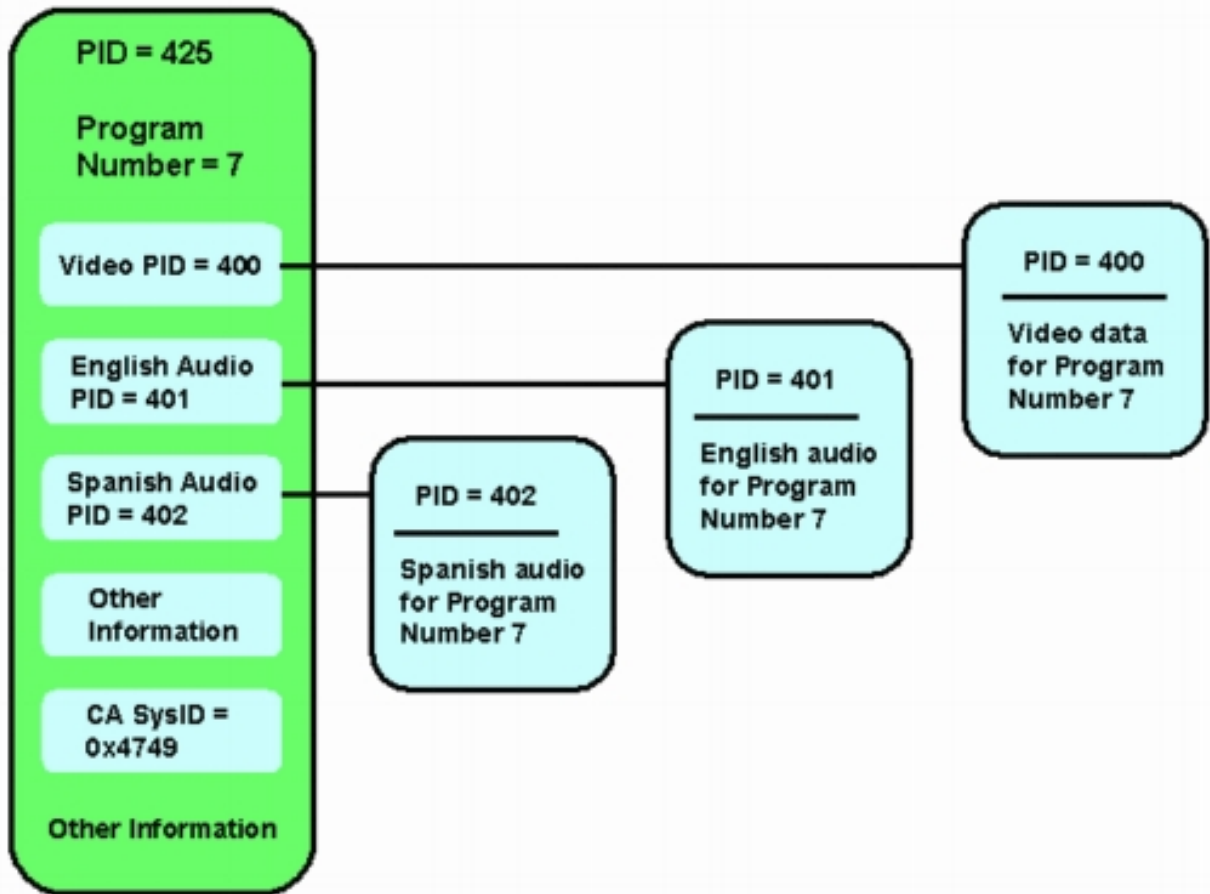 PID = 425
Program
Number = 7
Video PID = 400
English Audio
PID = 401
Spanish Audio
PID = 402
Other
Information
CA SysID =
0x4749
Other Information
PID = 402
Spanish audio
for Program
Number 7
PID = 401
English audio
for Program
Number 7
PID = 400
Video data
for Program
Number 7